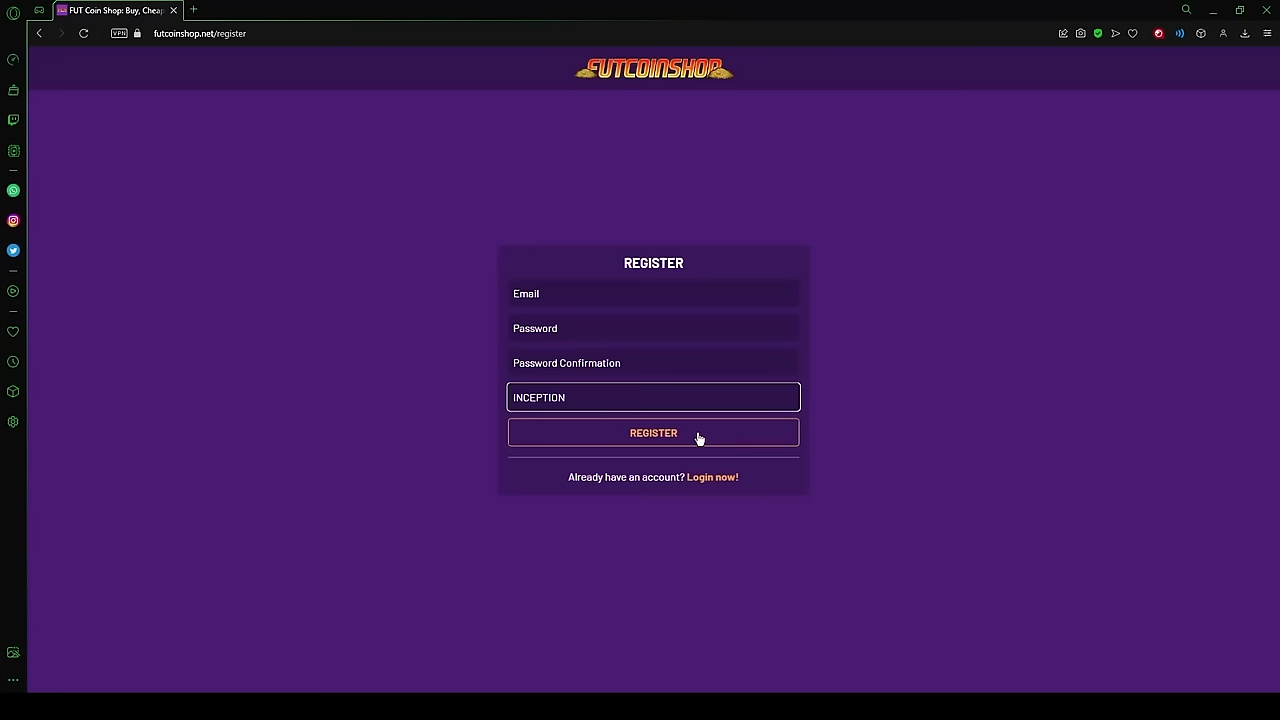 FUT Coin Shop: Buy, Cheap
VPN
futcoinshop.net/register
FUTCOINSHOP
REGISTER
Email
Password
Password Confirmation
INCEPTION
REGISTER
Already have an account? Login now!